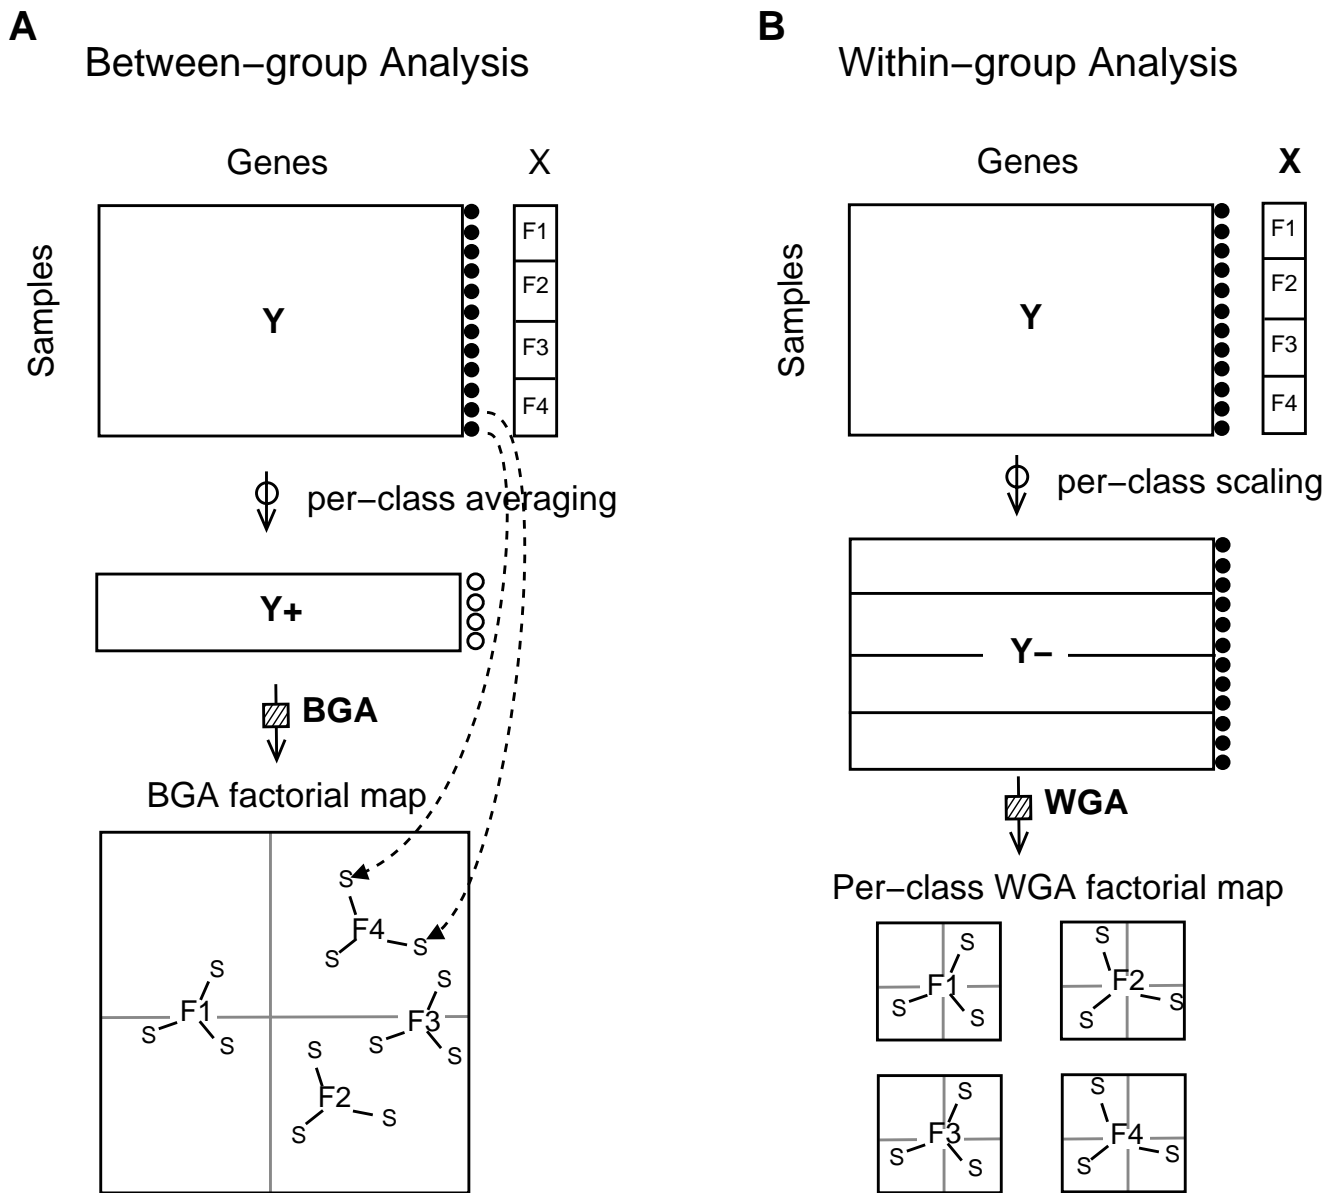 A
Between−group Analysis
Genes
X
Samples
Y
F1
F2
F3
F4
per−class averaging
Y+
BGA
BGA factorial map
S
F4
S
S
S
F1
S
S
S
F3
S
S
S
F2
S
S
B
Within−group Analysis
Genes
X
Samples
Y
F1
F2
F3
F4
per−class scaling
Y−
WGA
Per−class WGA factorial map
S
F1
S
S
S
F2
S
S
S
F3
S
S
S
F4
S
S